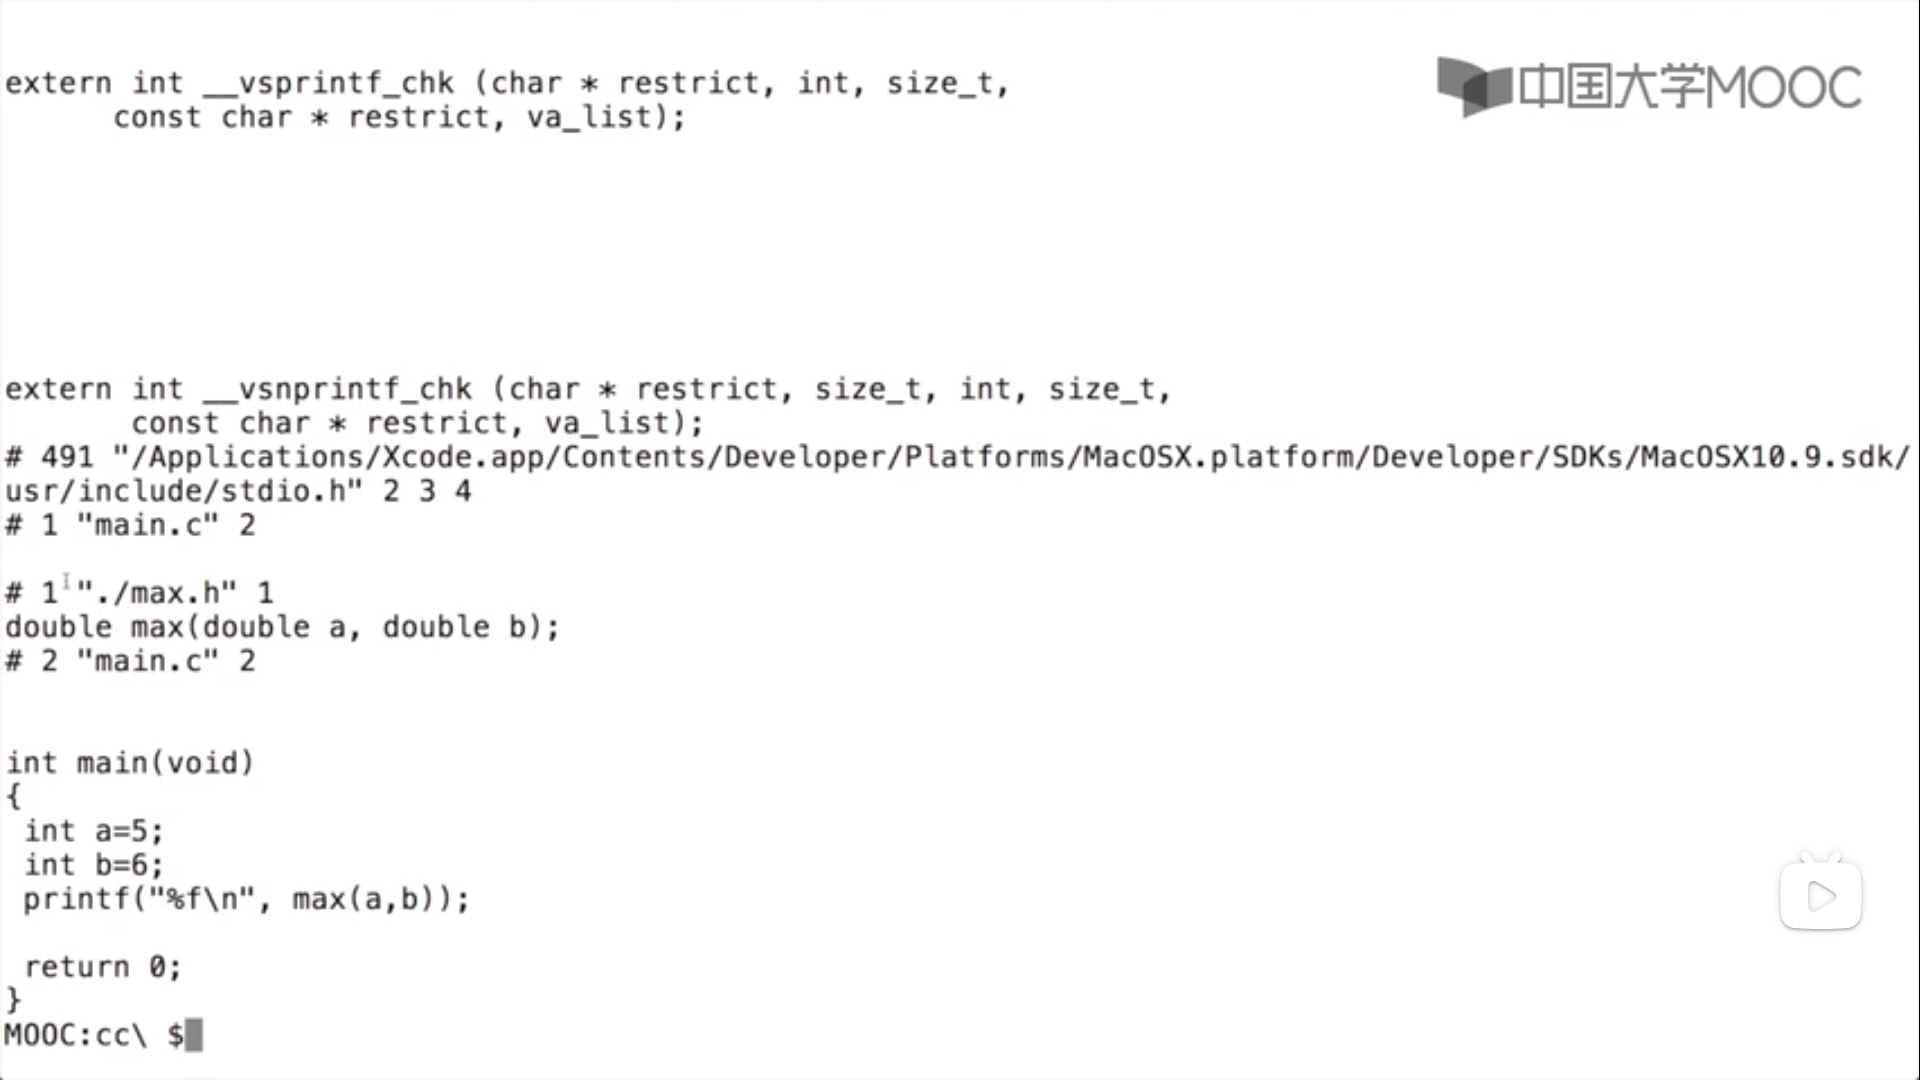 中国大学MOOC
extern int __vsprintf_chk (char * restrict, int, size_t,
      const char * restrict, va_list);
extern int __vsnprintf_chk (char * restrict, size_t, int, size_t,
       const char * restrict, va_list);
# 491 "/Applications/Xcode.app/Contents/Developer/Platforms/MacOSX.platform/Developer/SDKs/MacOSX10.9.sdk/
usr/include/stdio.h" 2 3 4
# 1 "main.c" 2
# 1 "./max.h" 1
double max(double a, double b);
# 2 "main.c" 2
int main(void)
{
 int a=5;
 int b=6;
 printf("%f\n", max(a,b));
 return 0;
}
MOOC:cc\ $